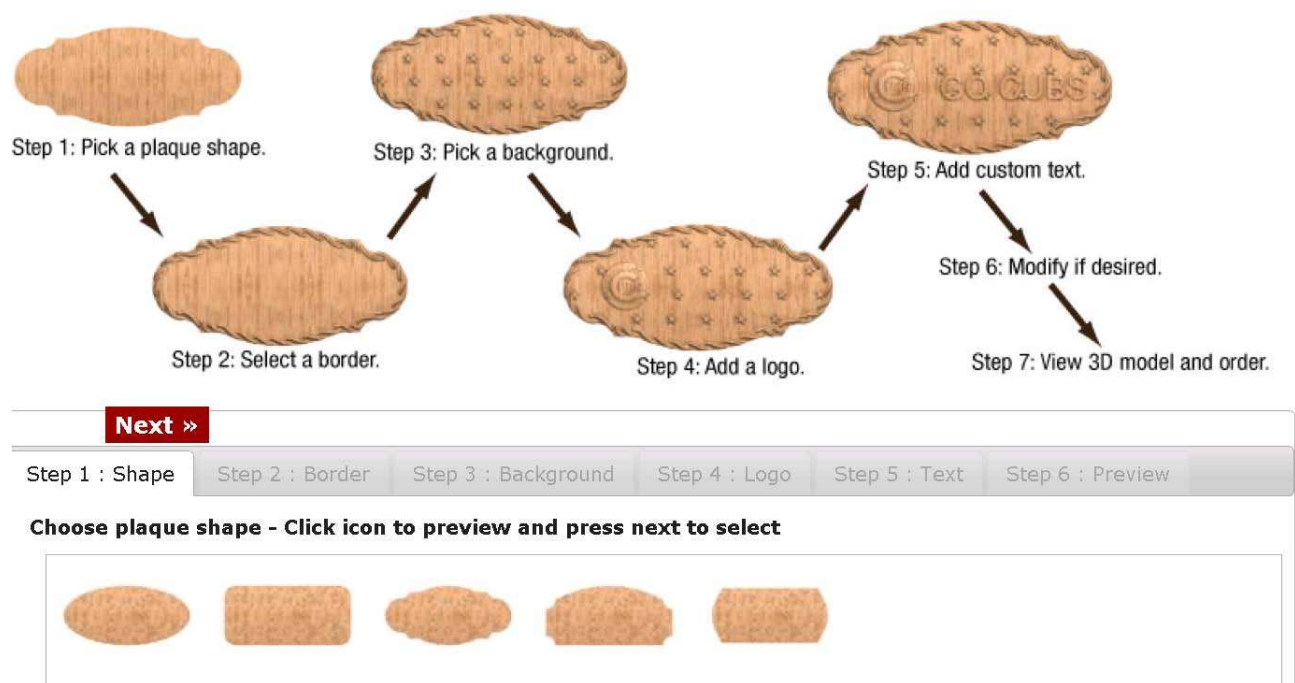 Step 1: Pick a plaque shape.
Step 2: Select a border.
Step 3: Pick a background.
Step 4: Add a logo.
GO CUBS
Step 5: Add custom text.
Step 6: Modify if desired.
Step 7: View 3D model and order.
Next »
Step 1 : Shape
Step 2 : Border
Step 3 : Background
Step 4 : Logo
Step 5 : Text
Step 6 : Preview
Choose plaque shape - Click icon to preview and press next to select